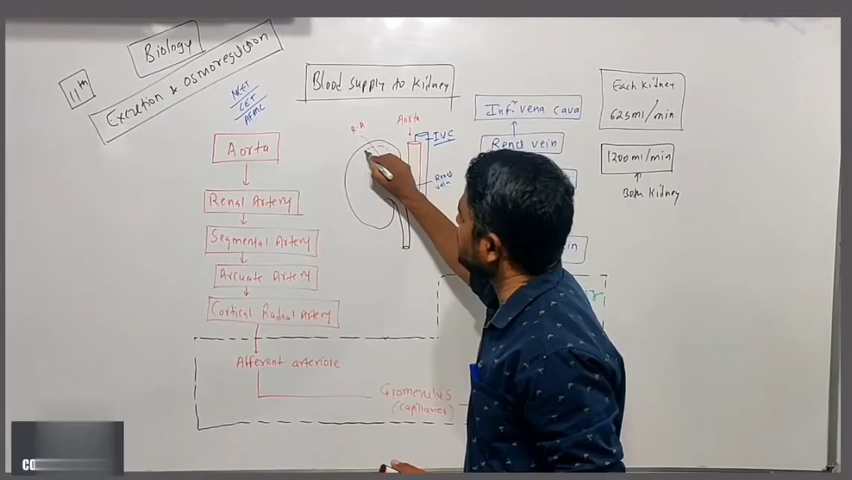 Biology
11th
Excretion & Osmoregulation
NEET
CET
AFMC
Blood supply to Kidney
Each Kidney
625ml/min
1200ml/min
Both Kidney
Infr vena cava
Renal vein
R.A
Aorta
IVC
Renal
vein
Aorta
Renal Artery
Segmental Artery
Arcuate Artery
Cortical Radial Artery
Afferent arteriole
Glomerulus
(capillaries)